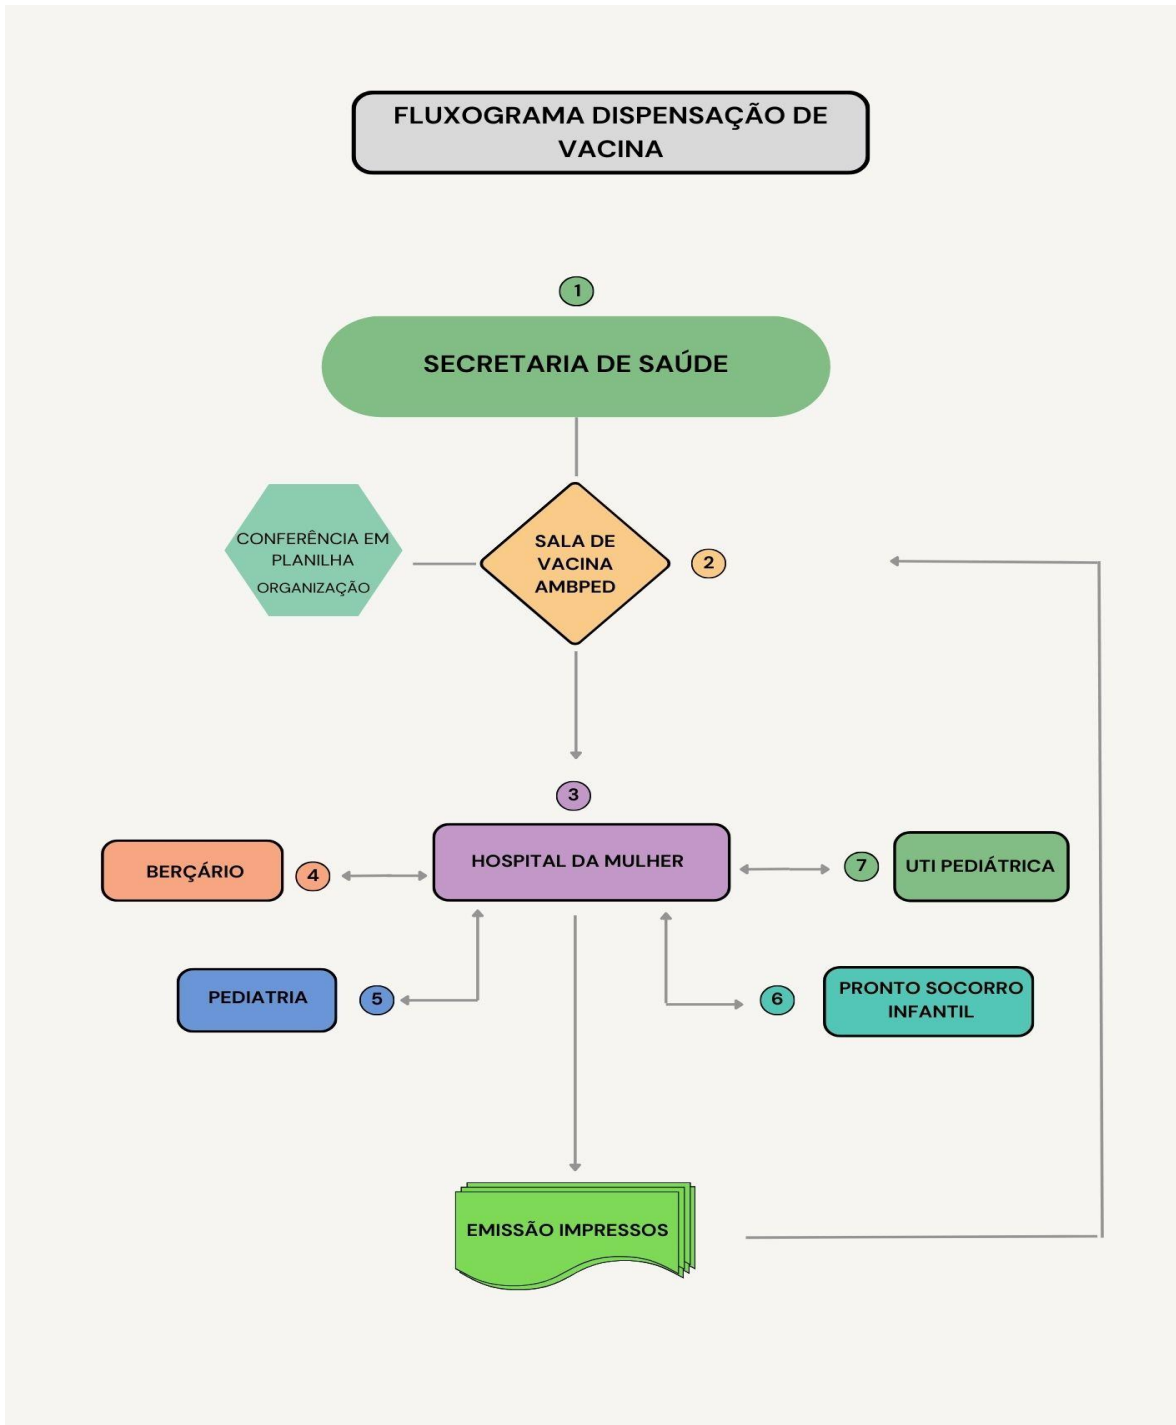 FLUXOGRAMA DISPENSAÇÃO DE
VACINA
1
SECRETARIA DE SAÚDE
CONFERÊNCIA EM
PLANILHA
ORGANIZAÇÃO
SALA DE
VACINA
AMBPED
2
3
HOSPITAL DA MULHER
BERÇÁRIO
4
7
UTI PEDIÁTRICA
PEDIATRIA
5
6
PRONTO SOCORRO
INFANTIL
EMISSÃO IMPRESSOS